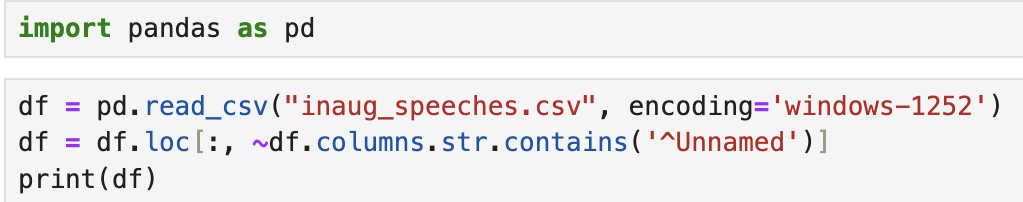 import pandas as pd
df = pd.read_csv("inaug_speeches.csv", encoding='windows-1252')
df = df.loc[:, ~df.columns.str.contains('^Unnamed')]
print(df)